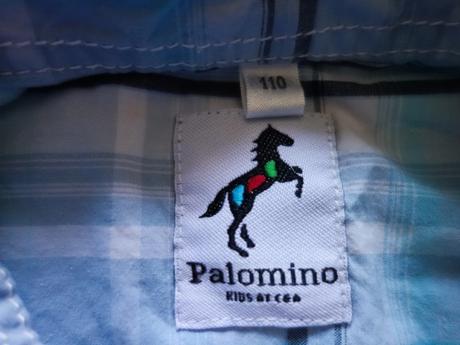 110
Palomino
KIDS AT C&A